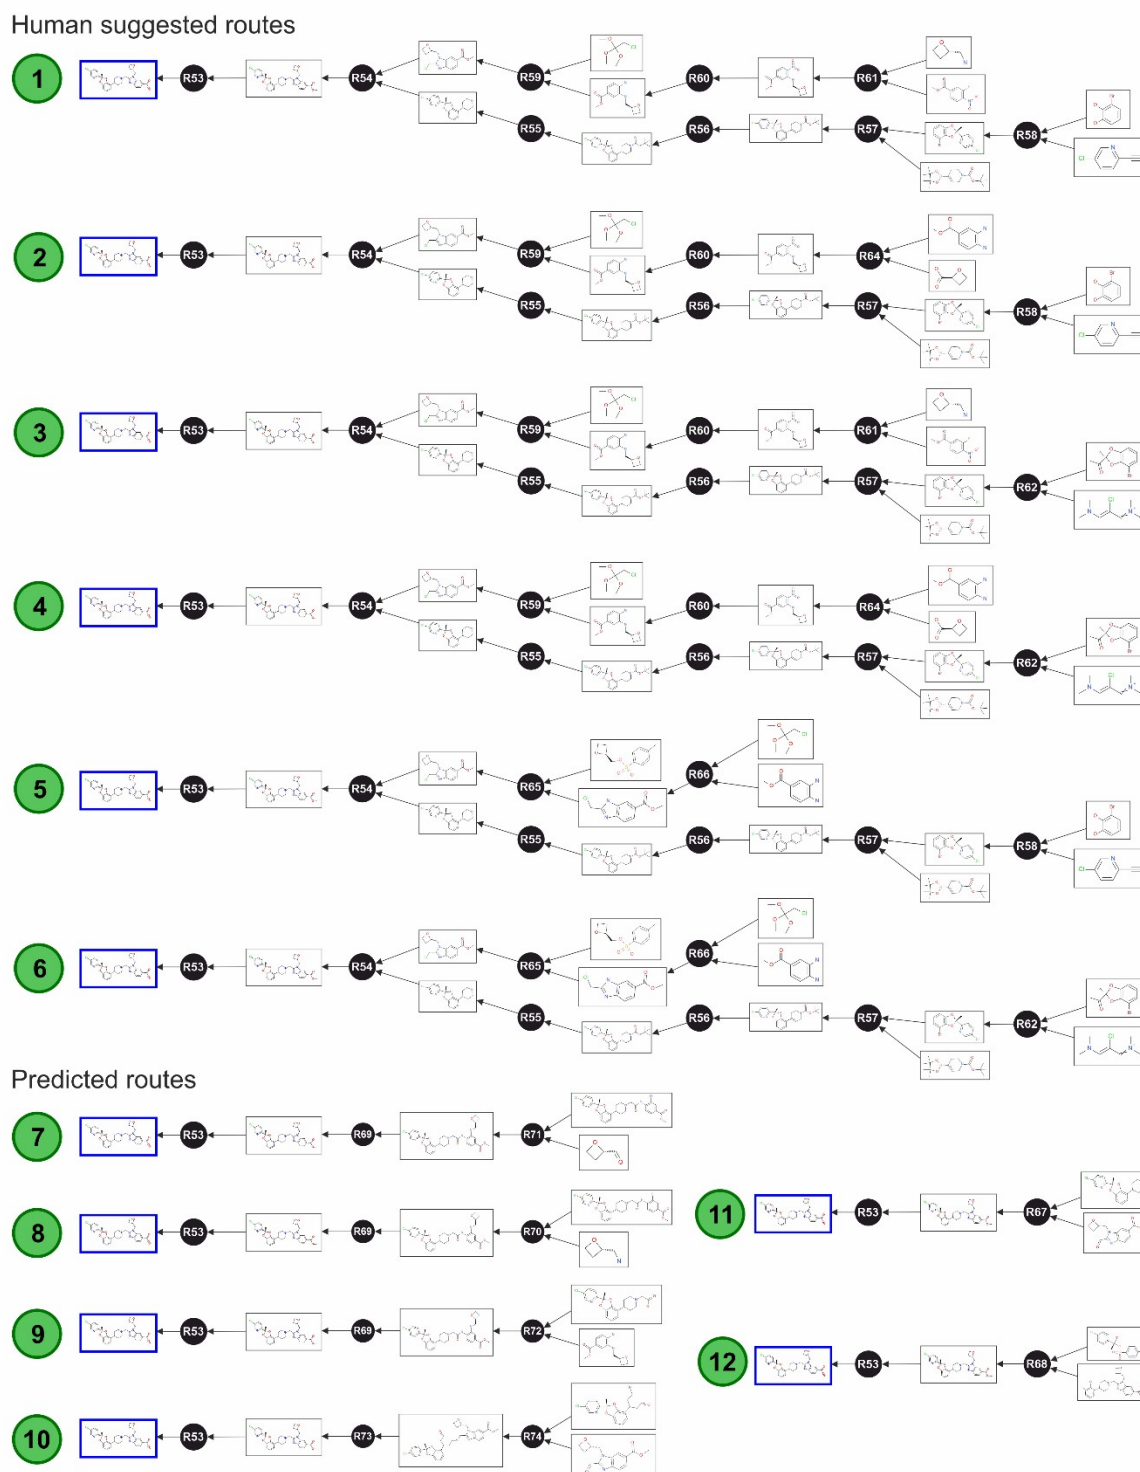 Human suggested routes
1 R53 R54 R59 R60 R61
R55 R56 R57 R58
2 R53 R54 R59 R60 R64
R55 R56 R57 R58
3 R53 R54 R59 R60 R61
R55 R56 R57 R62
4 R53 R54 R59 R60 R64
R55 R56 R57 R62
5 R53 R54 R65 R66
R55 R56 R57 R58
6 R53 R54 R65 R66
R55 R56 R57 R62
Predicted routes
7 R53 R69 R71
8 R53 R69 R70
9 R53 R69 R72
10 R53 R73 R74
11 R53 R67
12 R53 R68